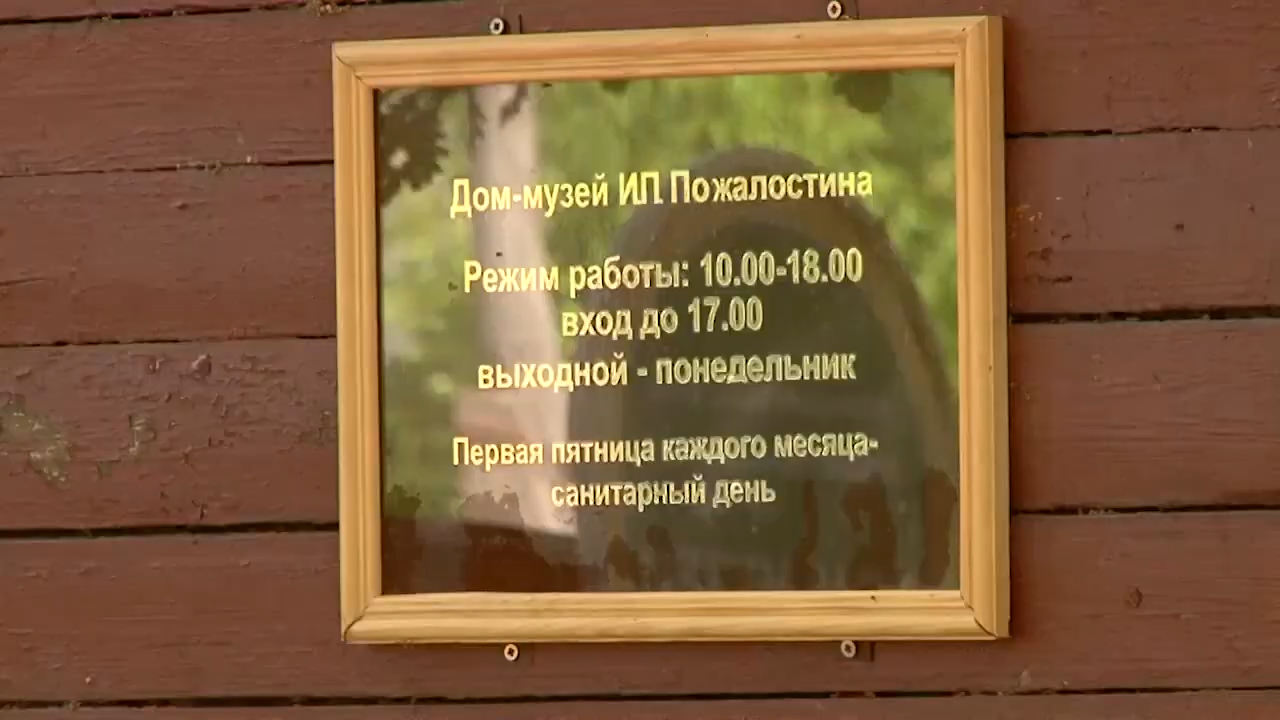 Дом-музей И.П. Пожалостина
Режим работы: 10.00-18.00
вход до 17.00
выходной - понедельник
Первая пятница каждого месяца-
санитарный день